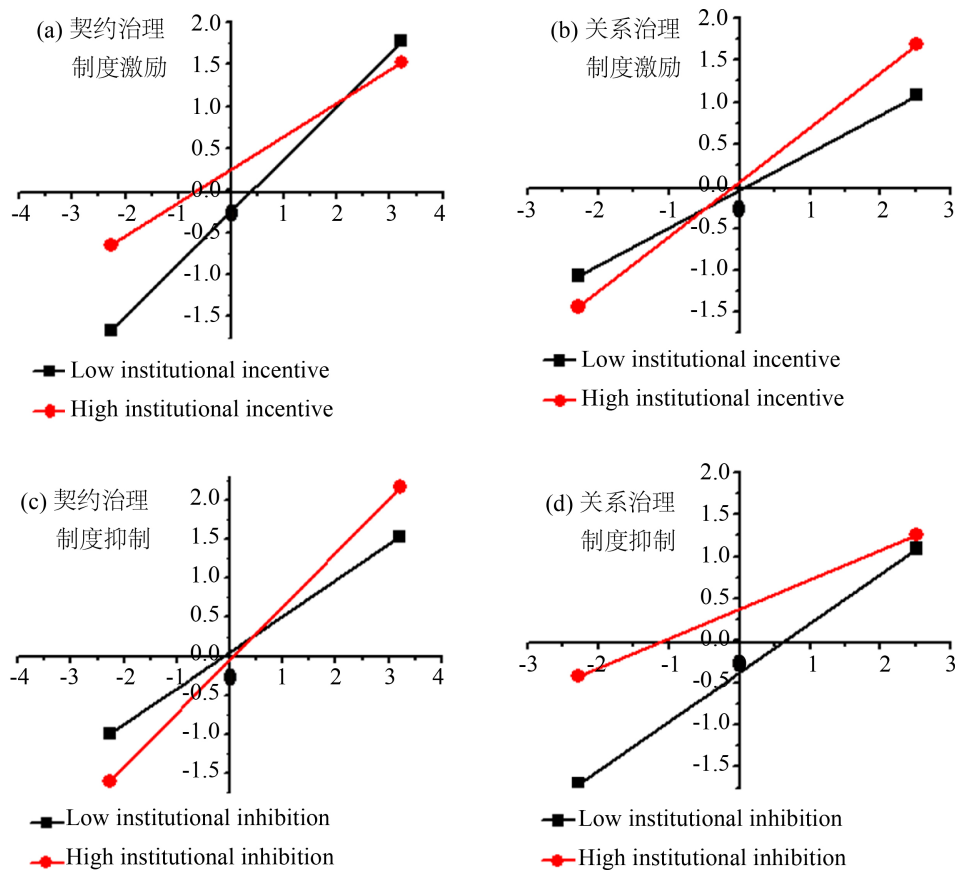 (a) 契约治理
制度激励
2.0
1.5
1.0
0.5
0.0
-4 -3 -2 -1 0 1 2 3 4
-0.5
-1.0
-1.5
Low institutional incentive
High institutional incentive
(b) 关系治理
制度激励
2.0
1.5
1.0
0.5
0.0
-3 -2 -1 0 1 2 3
-0.5
-1.0
-1.5
Low institutional incentive
High institutional incentive
(c) 契约治理
制度抑制
2.0
1.5
1.0
0.5
0.0
-4 -3 -2 -1 0 1 2 3 4
-0.5
-1.0
-1.5
Low institutional inhibition
High institutional inhibition
(d) 关系治理
制度抑制
2.0
1.5
1.0
0.5
0.0
-3 -2 -1 0 1 2 3
-0.5
-1.0
-1.5
Low institutional inhibition
High institutional inhibition